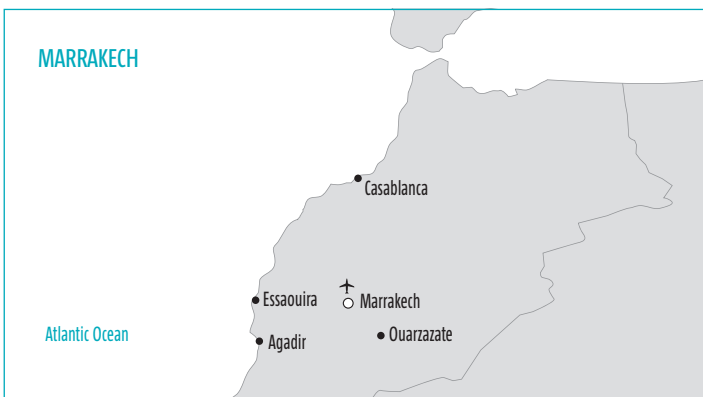 MARRAKECH
Casablanca
Essaouira
Marrakech
Atlantic Ocean
Agadir
Ouarzazate